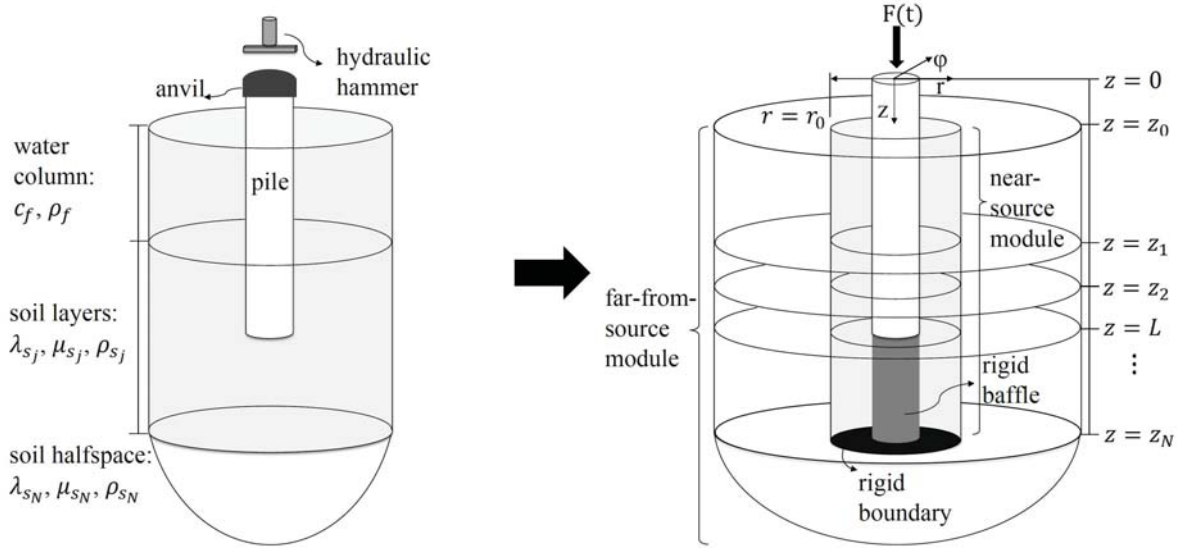 hydraulic
hammer
anvil
water
column:
c_f, ρ_f
pile
soil layers:
λ_{s_j}, μ_{s_j}, ρ_{s_j}
soil halfspace:
λ_{s_N}, μ_{s_N}, ρ_{s_N}
F(t)
φ
r
z
r = r_0
z = 0
z = z_0
near-
source
module
z = z_1
z = z_2
far-from-
source
module
z = L
⋮
rigid
baffle
z = z_N
rigid
boundary